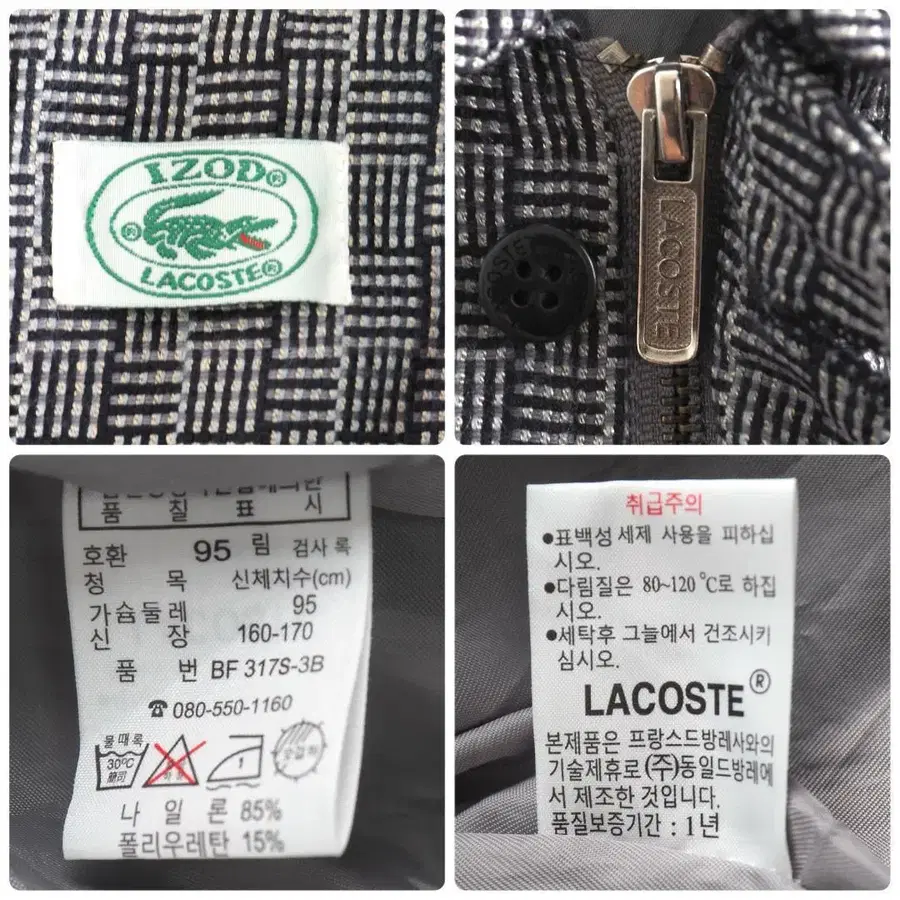 IZOD®
®
LACOSTE®
LACOSTE
COSTE
품 질 표 시
호환 95 림 검사 록
청 목 신체치수(cm)
가슴둘레 95
신 장 160-170
품 번 BF 317S-3B
☎ 080-550-1160
물때록
30℃
1
나 일 론 85%
폴리우레탄 15%
취급주의
●표백성 세제 사용을 피하십
시오.
●다림질은 80~120 ℃로 하십
시오.
●세탁후 그늘에서 건조시키
십시오.
LACOSTE®
본제품은 프랑스드방레사와의
기술제휴로 (주)동일드방레에
서 제조한 것입니다.
품질보증기간 : 1년